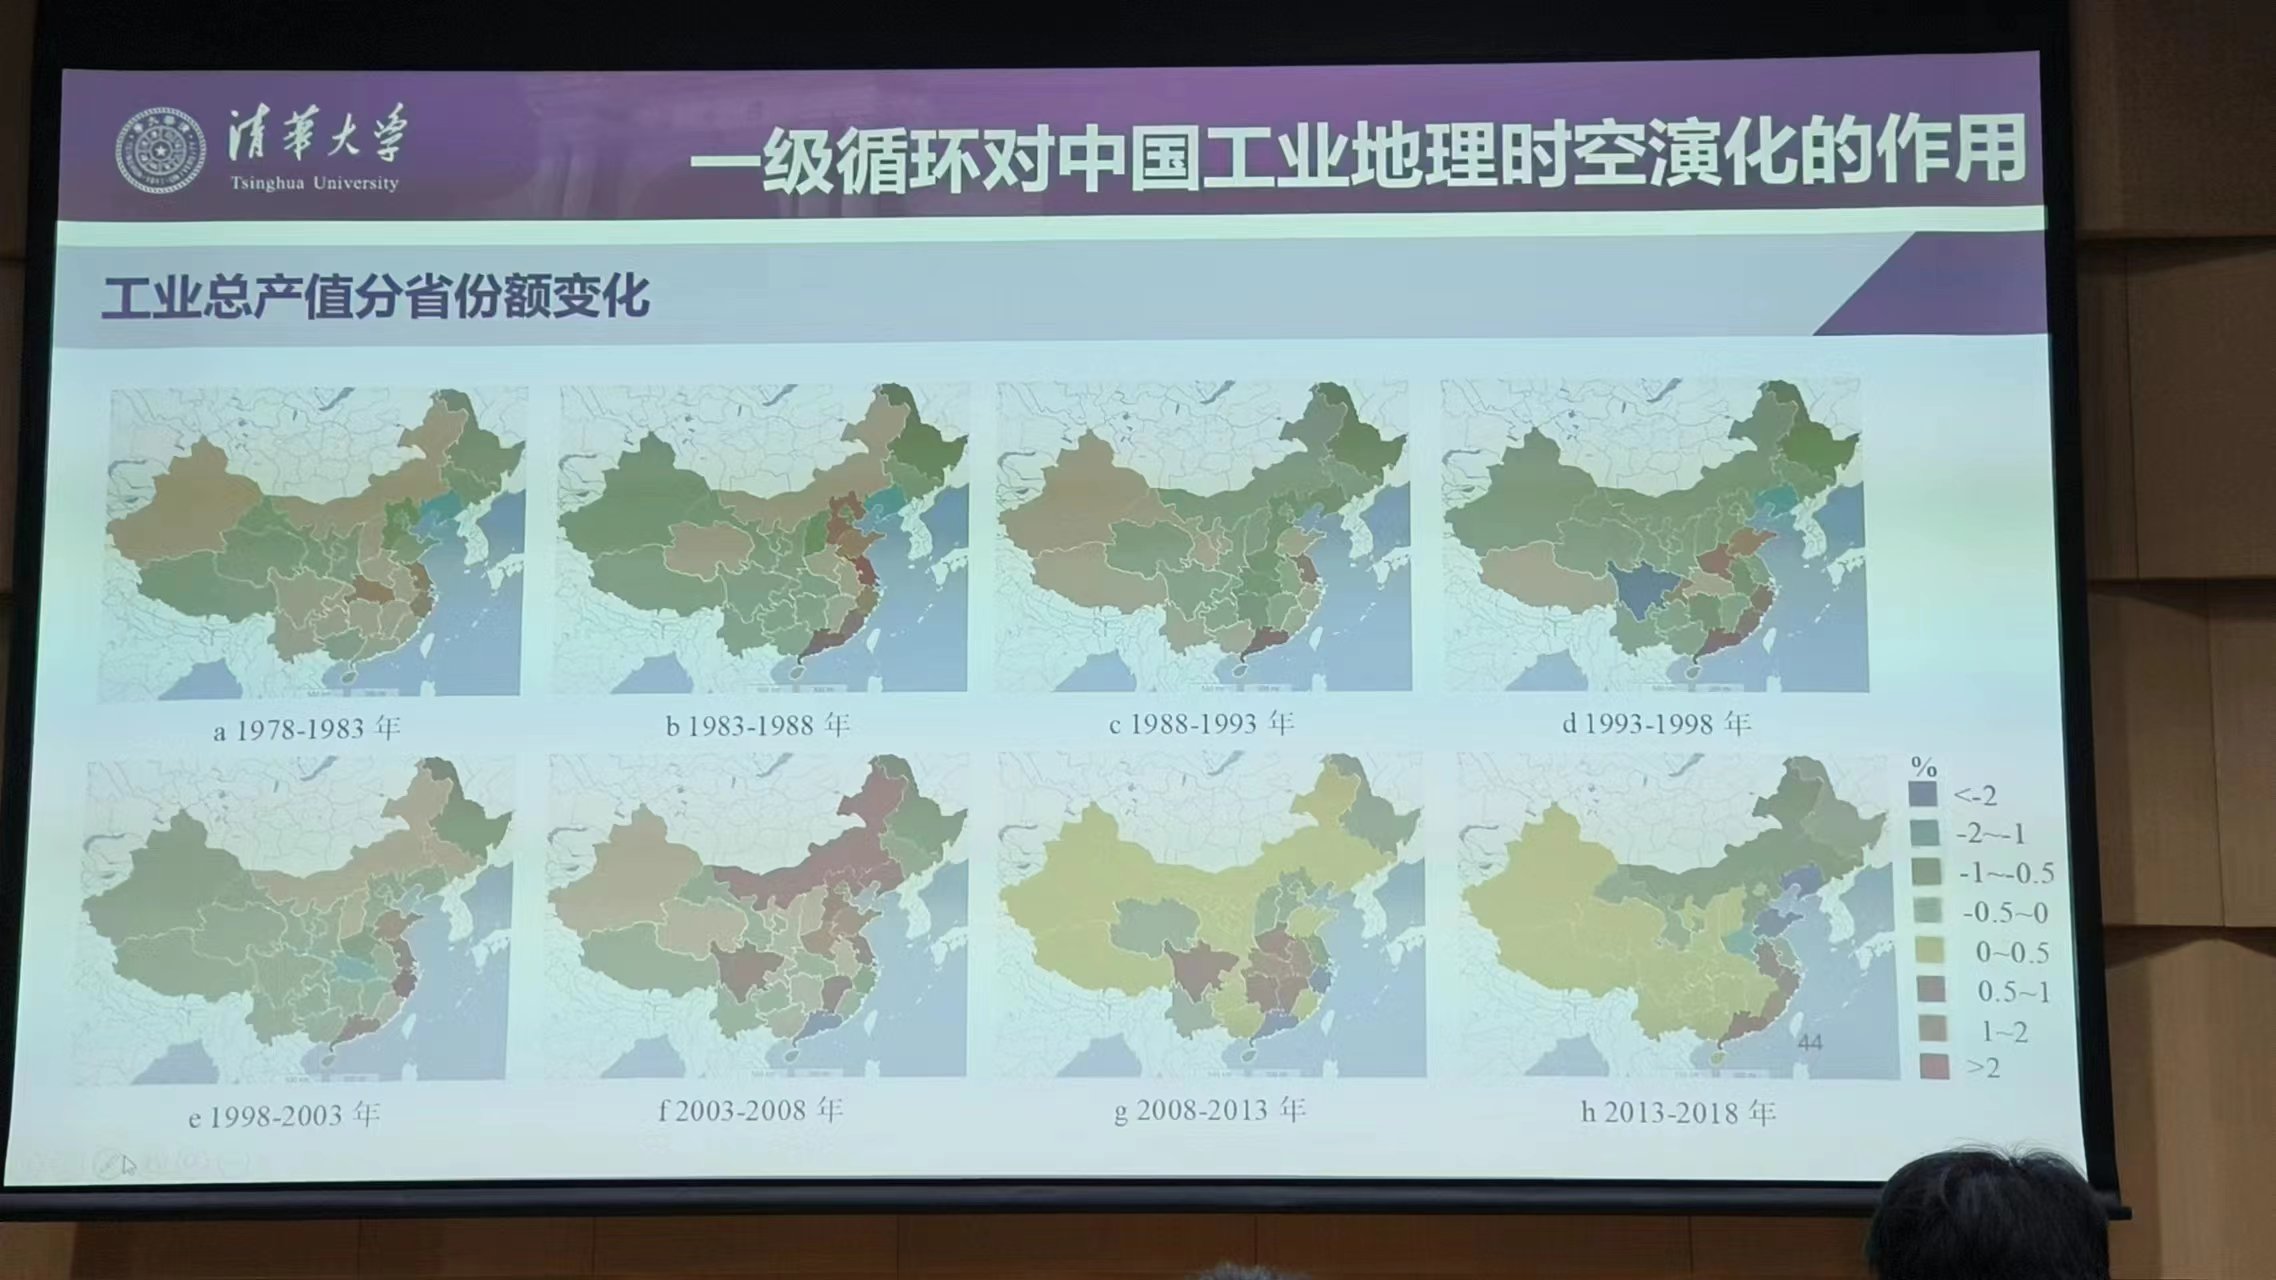 清華大学
Tsinghua University
一级循环对中国工业地理时空演化的作用
工业总产值分省份额变化
a 1978-1983 年
b 1983-1988 年
c 1988-1993 年
d 1993-1998 年
e 1998-2003 年
f 2003-2008 年
g 2008-2013 年
h 2013-2018 年
%
<-2
-2~-1
-1~-0.5
-0.5~0
0~0.5
0.5~1
1~2
>2
44